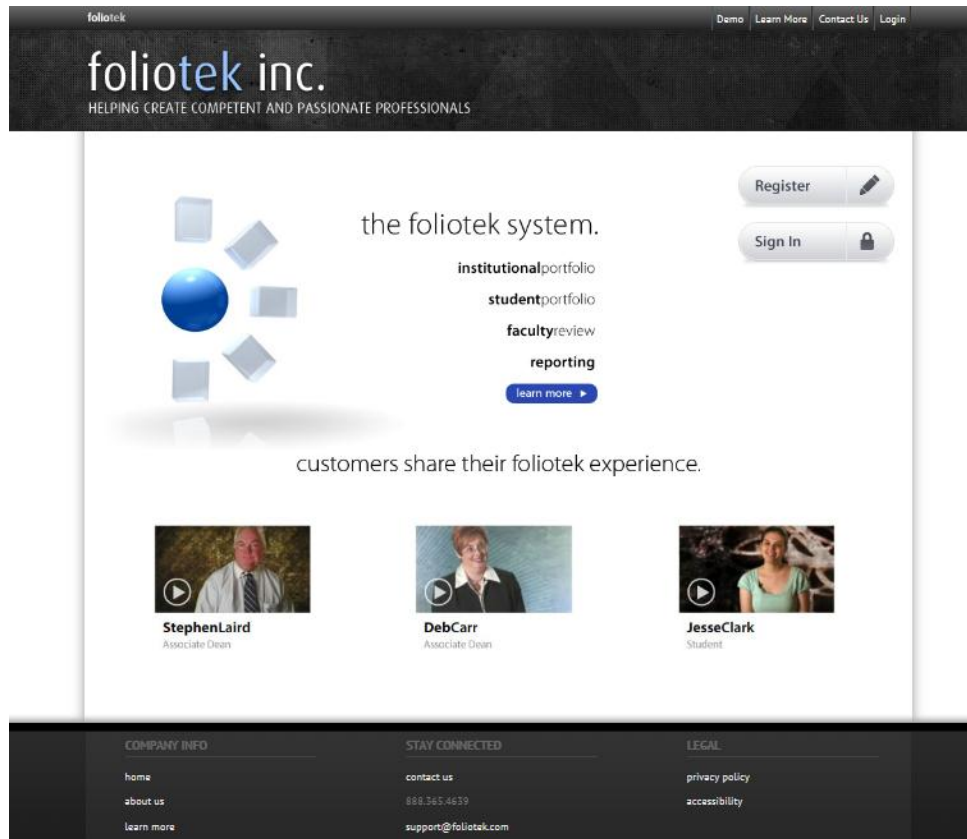 foliotek
Demo Learn More Contact Us Login
foliotek inc.
HELPING CREATE COMPETENT AND PASSIONATE PROFESSIONALS
Register
the foliotek system.
Sign In
institutionalportfolio
studentportfolio
facultyreview
reporting
learn more
customers share their foliotek experience.
StephenLaird
Associate Dean
DebCarr
Associate Dean
JesseClark
Student
COMPANY INFO
home
about us
learn more
STAY CONNECTED
contact us
888.365.4639
support@foliotek.com
LEGAL
privacy policy
accessibility